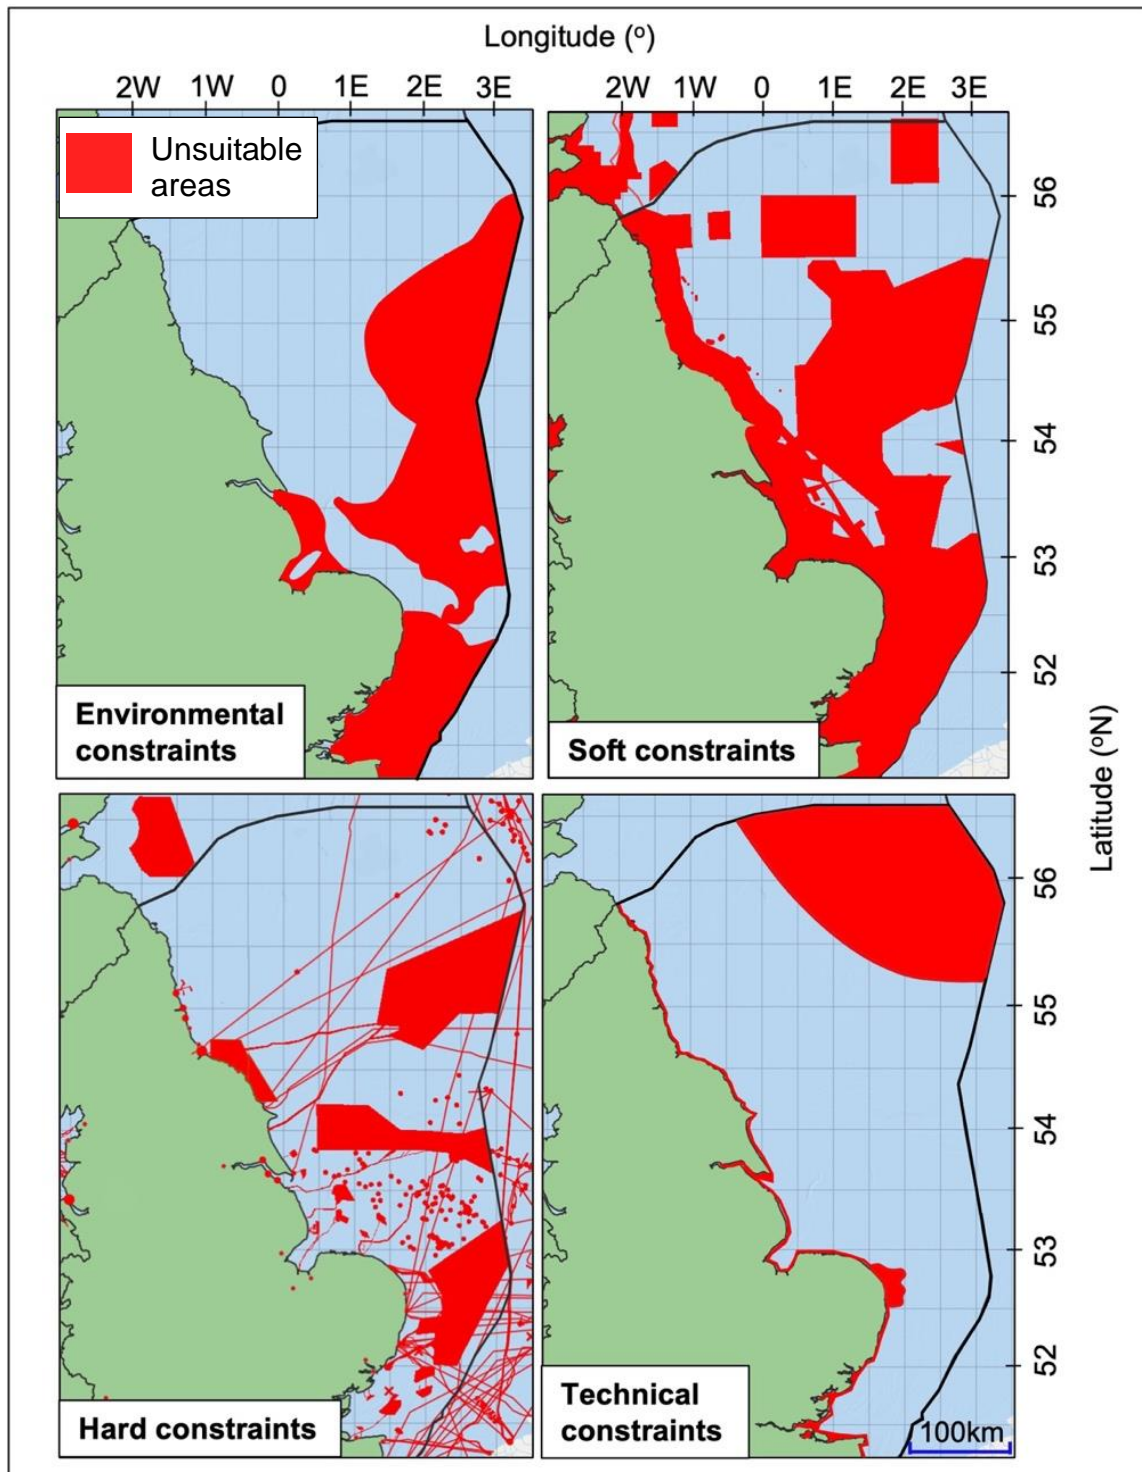 Longitude (º)
2W 1W 0 1E 2E 3E
2W 1W 0 1E 2E 3E
Unsuitable
areas
56
55
54
53
52
Environmental
constraints
Soft constraints
Latitude (ºN)
56
55
54
53
52
Hard constraints
Technical
constraints
100km